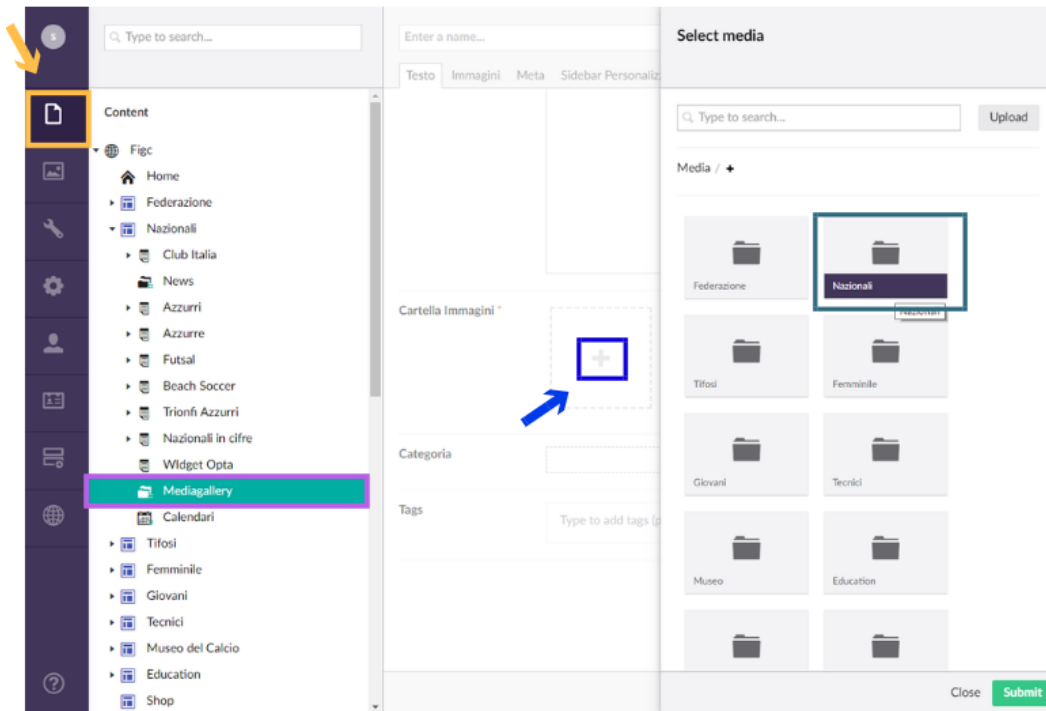 S
Type to search...
Content
Figc
Home
Federazione
Nazionali
Club Italia
News
Azzurri
Azzurre
Futsal
Beach Soccer
Trionfi Azzurri
Nazionali in cifre
WIdget Opta
Mediagallery
Calendari
Tifosi
Femminile
Giovani
Tecnici
Museo del Calcio
Education
Shop
Enter a name...
Testo Immagini Meta Sidebar Personaliz
Cartella Immagini *
Categoria
Tags
Type to add tags (p
Select media
Type to search...
Upload
Media / +
Federazione
Nazionali
Nazionali
Tifosi
Femminile
Giovani
Tecnici
Museo
Education
Close Submit